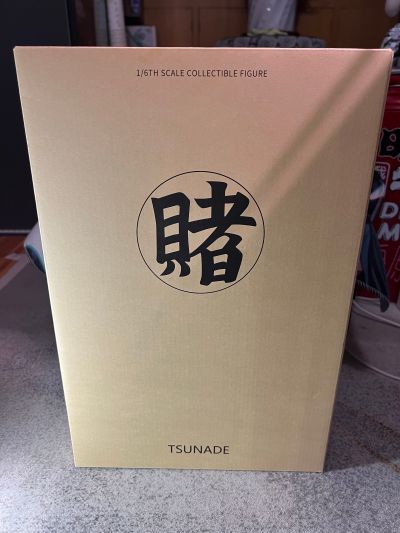 1/6TH SCALE COLLECTIBLE FIGURE
賭
TSUNADE